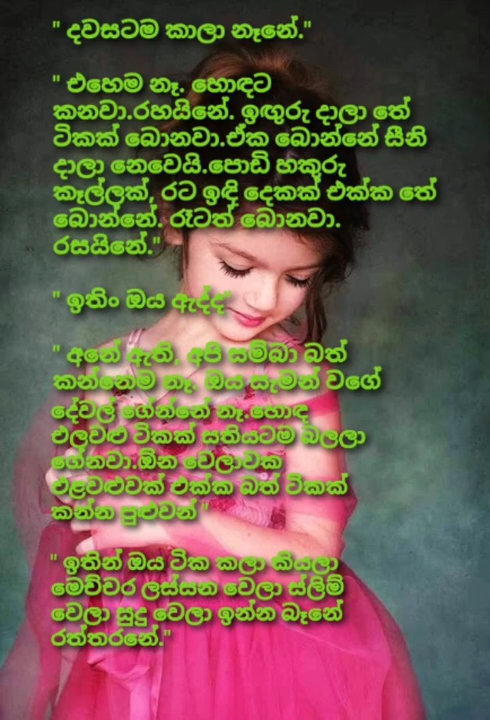 " දවසටම කාලා නෑනේ."
" එහෙම නෑ. හොඳට
කනවා.රහයිනේ. ඉඟුරු දාලා තේ
ටිකක් බොනවා.ඒක බොන්නේ සීනි
දාලා නෙවෙයි.පොඩි හකුරු
කෑල්ලක්, රට ඉඳි දෙකක් එක්ක තේ
බොන්නේ. රෑටත් බොනවා.
රසයිනේ."
" ඉතිං ඔය ඇද්ද"
" අනේ ඇති, අපි සම්බා බත්
කන්නෙම නෑ, ඔය සැමන් වගේ
දේවල් ගේන්නේ නෑ.හොඳ
එලවළු ටිකක් සතියටම බලලා
ගේනවා.ඕන වෙලාවක
එළවළුවක් එක්ක බත් ටිකක්
කන්න පුළුවන් "
" ඉතින් ඔය ටික කලා කියලා
මෙච්චර ලස්සන වෙලා ස්ලිම්
වෙලා සුදු වෙලා ඉන්න බෑනේ
රත්තරනේ."